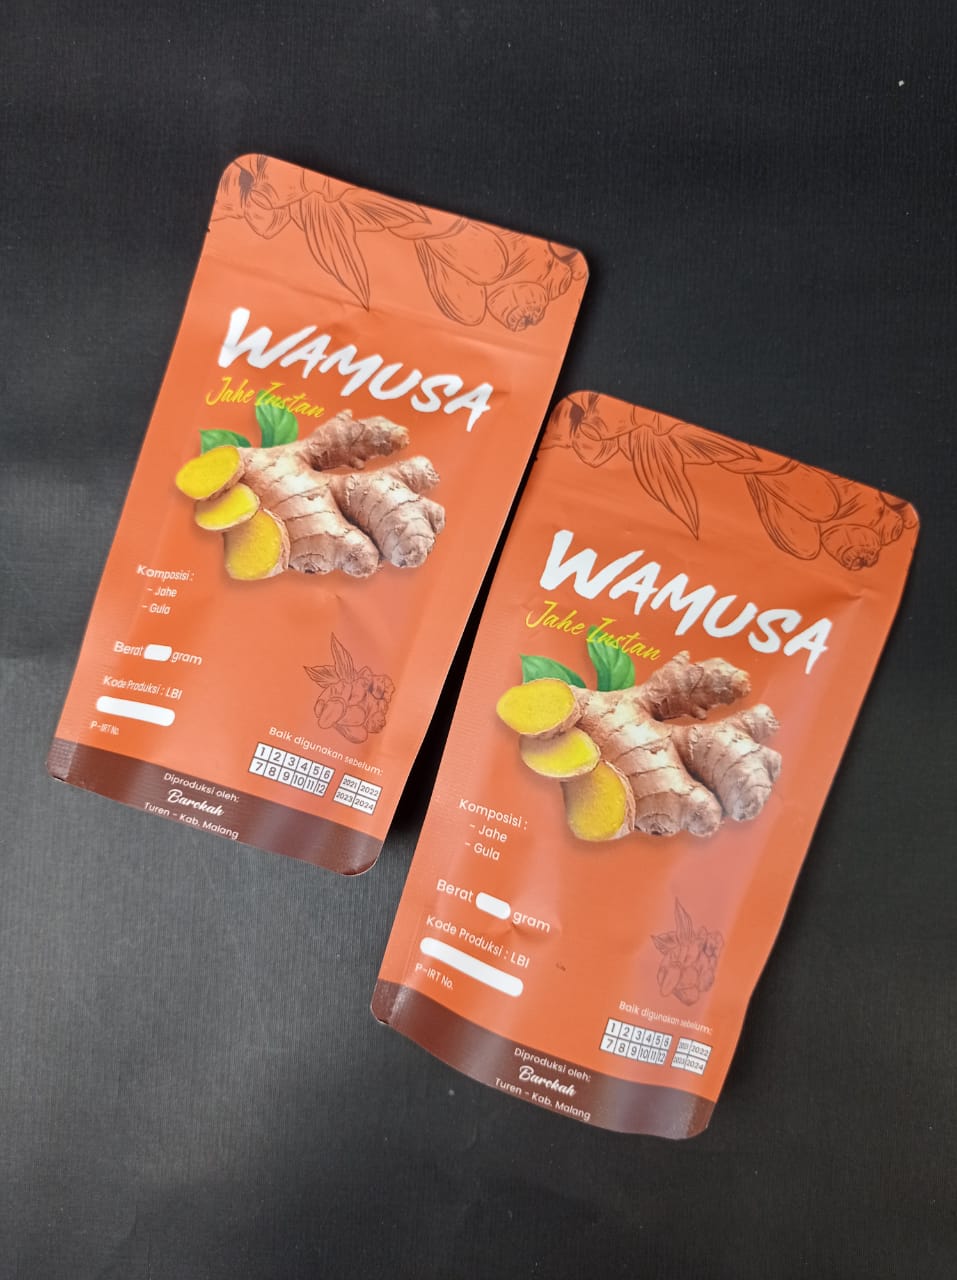 WAMUSA
Jahe Instan
Komposisi :
- Jahe
- Gula
Berat gram
Kode Produksi : LBI
P-IRT No.
Baik digunakan sebelum:
1 2 3 4 5 6
7 8 9 10 11 12
2021 2022
2023 2024
Diproduksi oleh:
Barokah
Turen - Kab. Malang
WAMUSA
Jahe Instan
Komposisi :
- Jahe
- Gula
Berat gram
Kode Produksi : LBI
P-IRT No.
Baik digunakan sebelum:
1 2 3 4 5 6
7 8 9 10 11 12
2021 2022
2023 2024
Diproduksi oleh:
Barokah
Turen - Kab. Malang